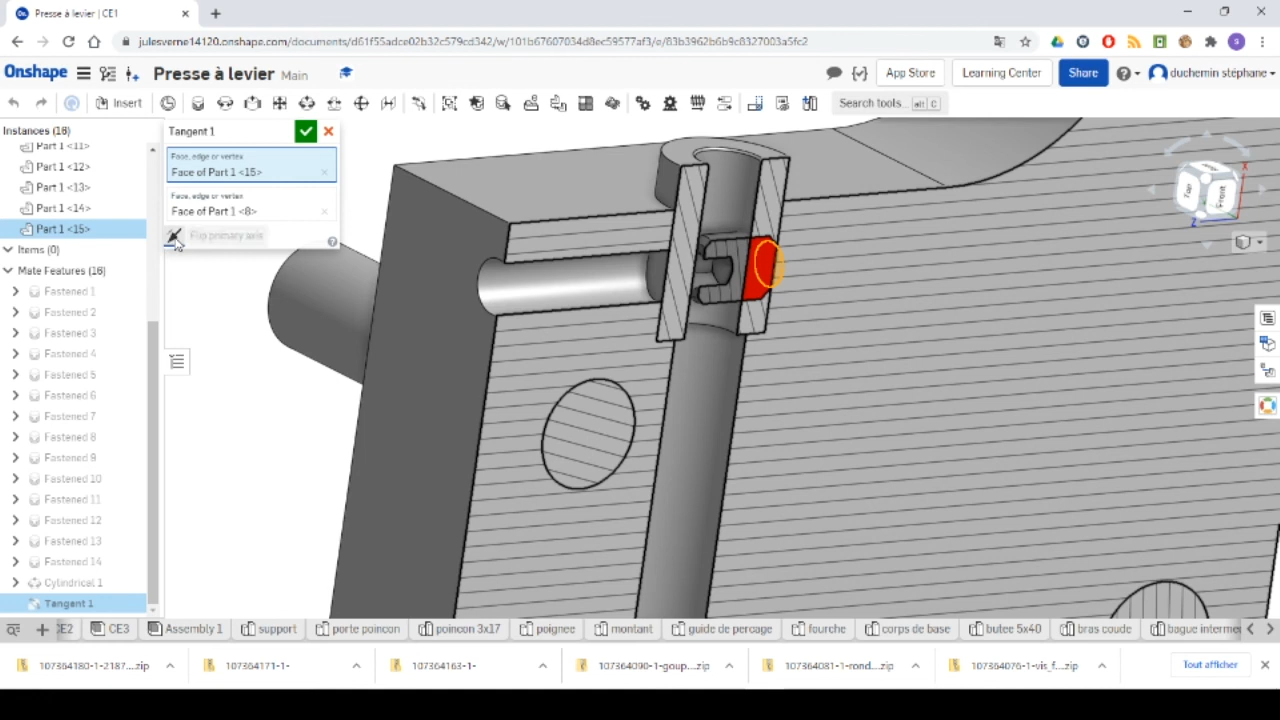 Presse à levier | CE1
julesverne14120.onshape.com/documents/d61f55adce02b32c579cd342/w/101b67607034d8ec59577af3/e/83b3962b6b9c8327003a5fc2
Onshape Presse à levier Main App Store Learning Center Share duchemin stéphane
Insert Search tools... alt C
Instances (16)
Part 1 <11>
Part 1 <12>
Part 1 <13>
Part 1 <14>
Part 1 <15>
Items (0)
Mate Features (16)
Fastened 1
Fastened 2
Fastened 3
Fastened 4
Fastened 5
Fastened 6
Fastened 7
Fastened 8
Fastened 9
Fastened 10
Fastened 11
Fastened 12
Fastened 13
Fastened 14
Cylindrical 1
Tangent 1
Tangent 1
Face, edge or vertex
Face of Part 1 <15>
Face, edge or vertex
Face of Part 1 <8>
Flip primary axis
Top Front
X
Z
CE2 CE3 Assembly 1 support porte poincon poincon 3x17 poignee montant guide de percage fourche corps de base butee 5x40 bras coude bague interme
107364180-1-2187...zip 107364171-1- 107364163-1- 107364090-1-goup...zip 107364081-1-rond...zip 107364076-1-vis_f...zip Tout afficher